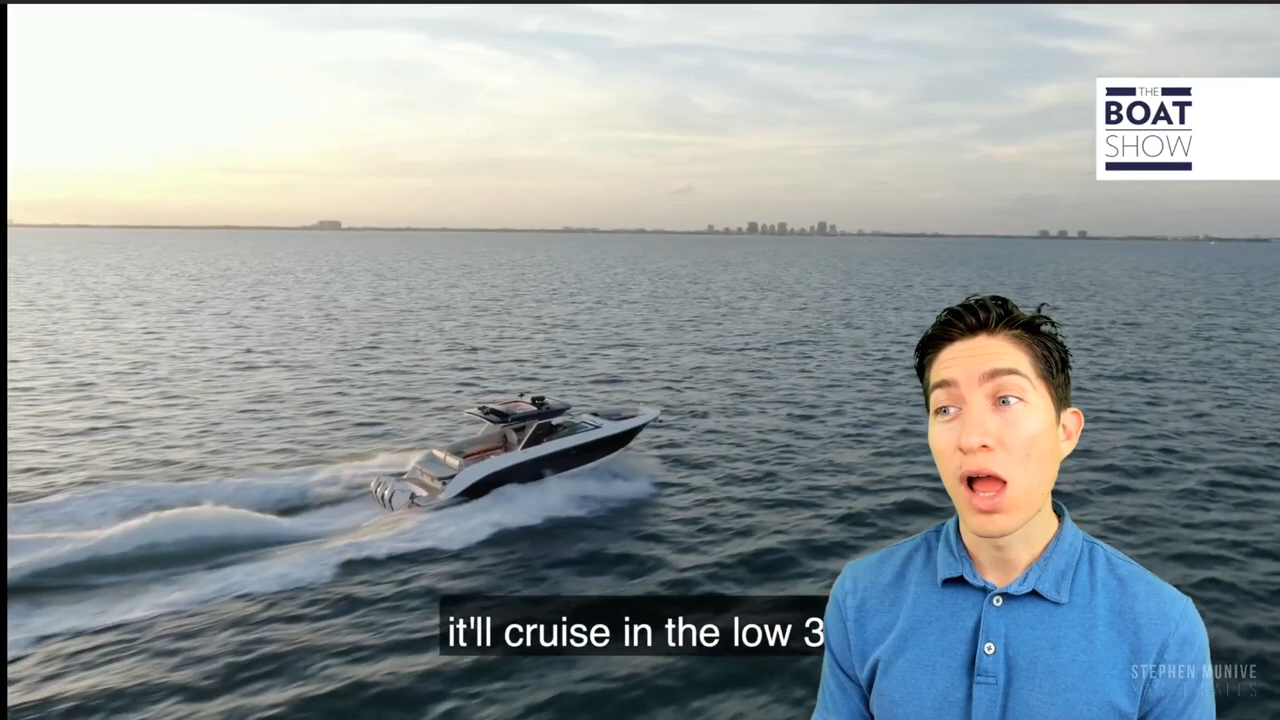 THE
BOAT
SHOW
it'll cruise in the low 3
STEPHEN MUNIVE